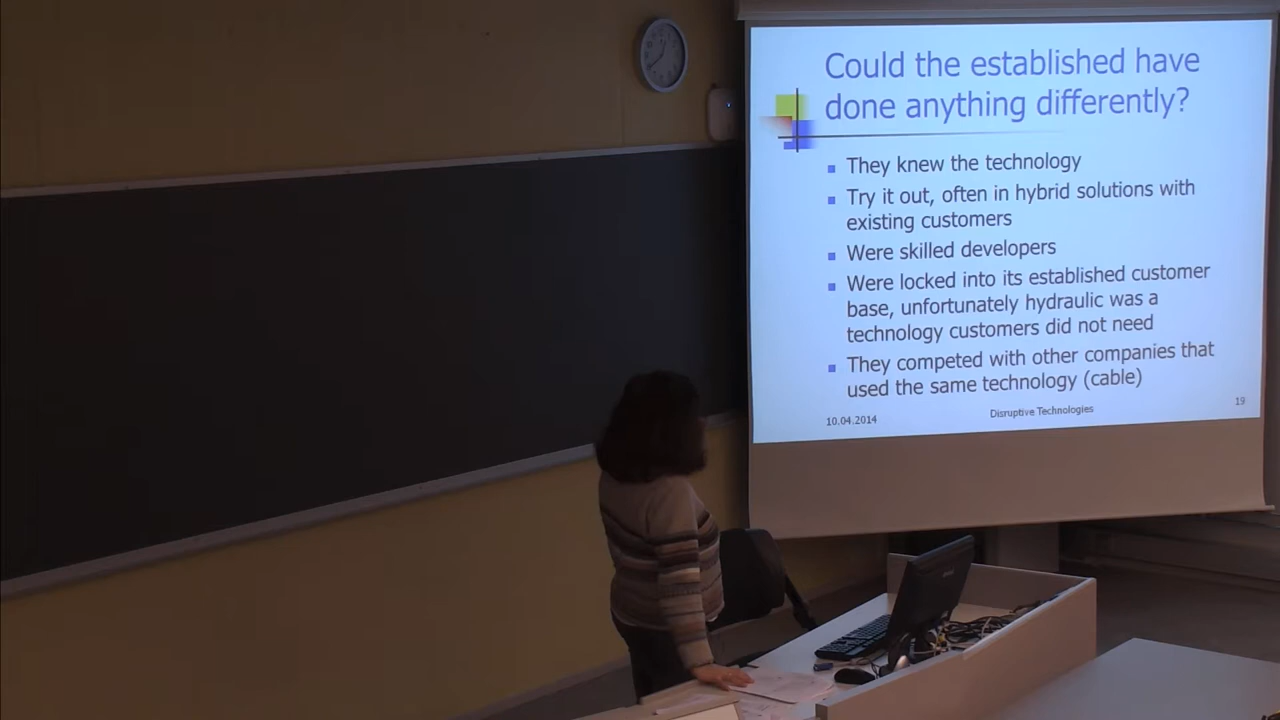 Could the established have
done anything differently?
They knew the technology
Try it out, often in hybrid solutions with
existing customers
Were skilled developers
Were locked into its established customer
base, unfortunately hydraulic was a
technology customers did not need
They competed with other companies that
used the same technology (cable)
10.04.2014
Disruptive Technologies
19